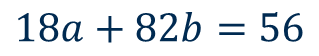 18a + 82b = 56